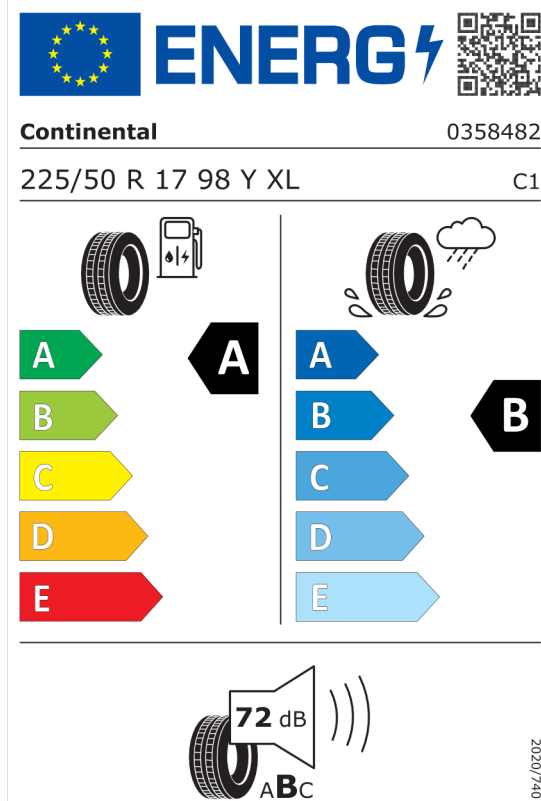 ENERG
Continental 0358482
225/50 R 17 98 Y XL C1
A A A
B B B
C C
D D
E E
72 dB
ABC
2020/740